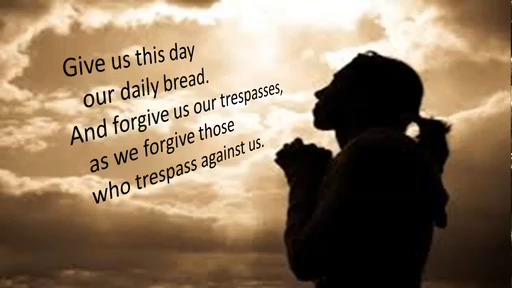 Give us this day
our daily bread.
And forgive us our trespasses,
as we forgive those
who trespass against us.